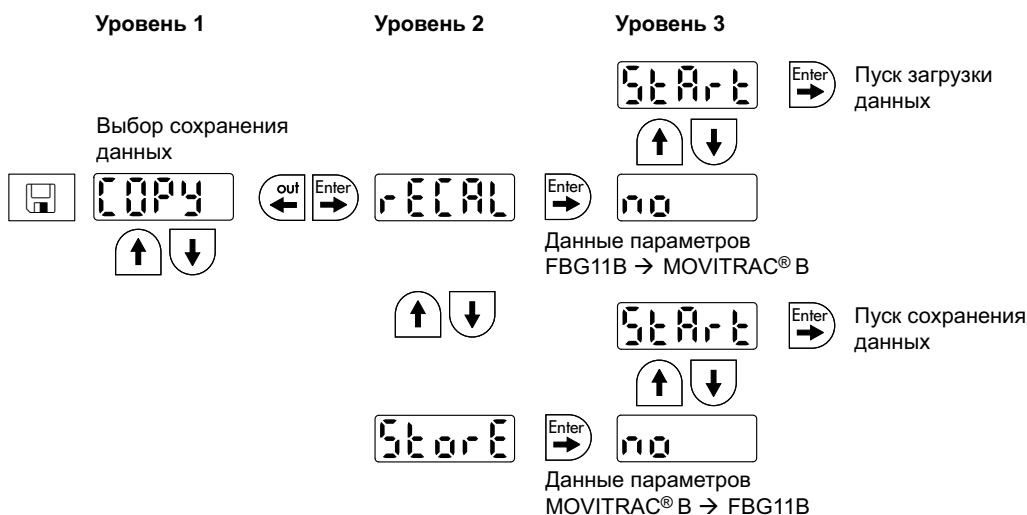 Уровень 1 Уровень 2 Уровень 3
StArt Enter Пуск загрузки
данных
Выбор сохранения
данных
COPY out Enter rECAL Enter no
Данные параметров
FBG11B → MOVITRAC® B
StArt Enter Пуск сохранения
данных
StorE Enter no
Данные параметров
MOVITRAC® B → FBG11B